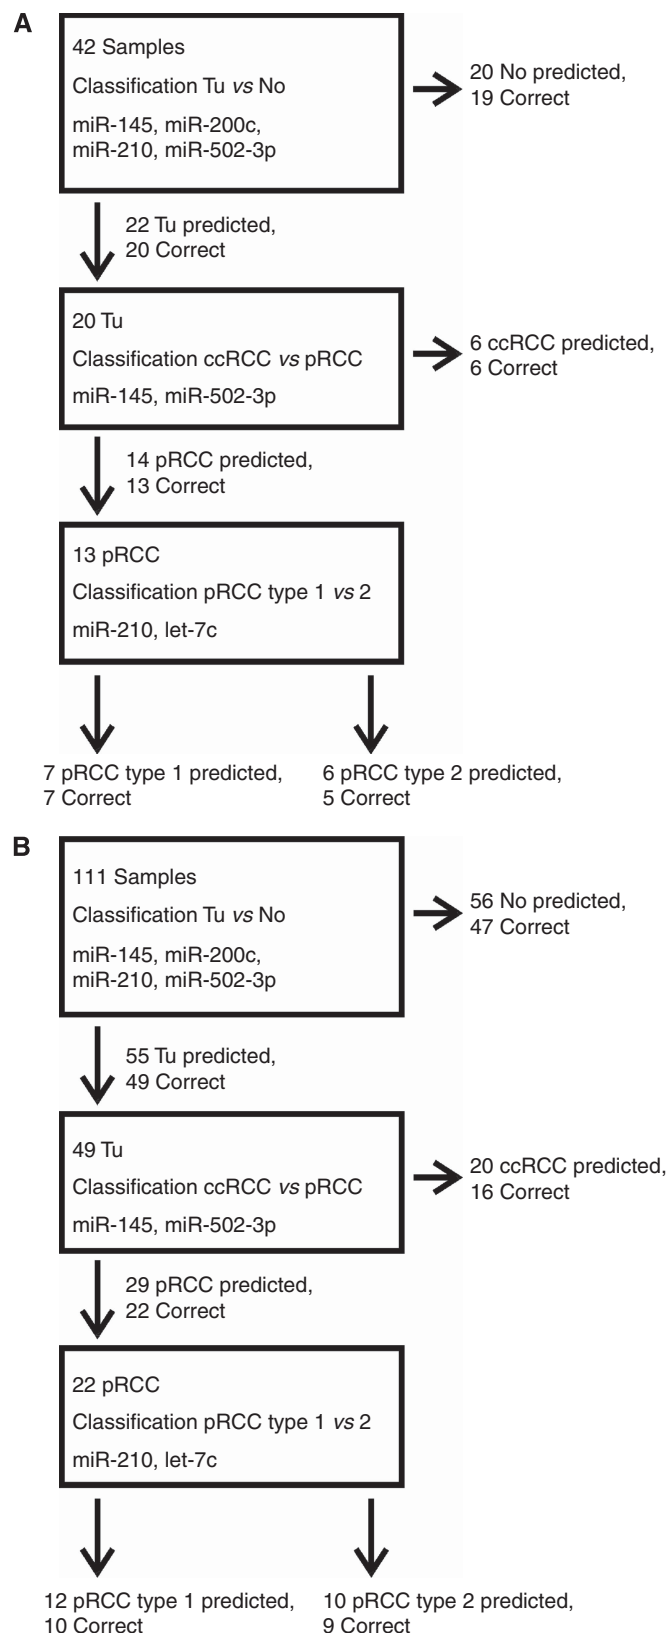 A
42 Samples
Classification Tu vs No
miR-145, miR-200c,
miR-210, miR-502-3p
20 No predicted,
19 Correct
22 Tu predicted,
20 Correct
20 Tu
Classification ccRCC vs pRCC
miR-145, miR-502-3p
6 ccRCC predicted,
6 Correct
14 pRCC predicted,
13 Correct
13 pRCC
Classification pRCC type 1 vs 2
miR-210, let-7c
7 pRCC type 1 predicted,
7 Correct
6 pRCC type 2 predicted,
5 Correct
B
111 Samples
Classification Tu vs No
miR-145, miR-200c,
miR-210, miR-502-3p
56 No predicted,
47 Correct
55 Tu predicted,
49 Correct
49 Tu
Classification ccRCC vs pRCC
miR-145, miR-502-3p
20 ccRCC predicted,
16 Correct
29 pRCC predicted,
22 Correct
22 pRCC
Classification pRCC type 1 vs 2
miR-210, let-7c
12 pRCC type 1 predicted,
10 Correct
10 pRCC type 2 predicted,
9 Correct